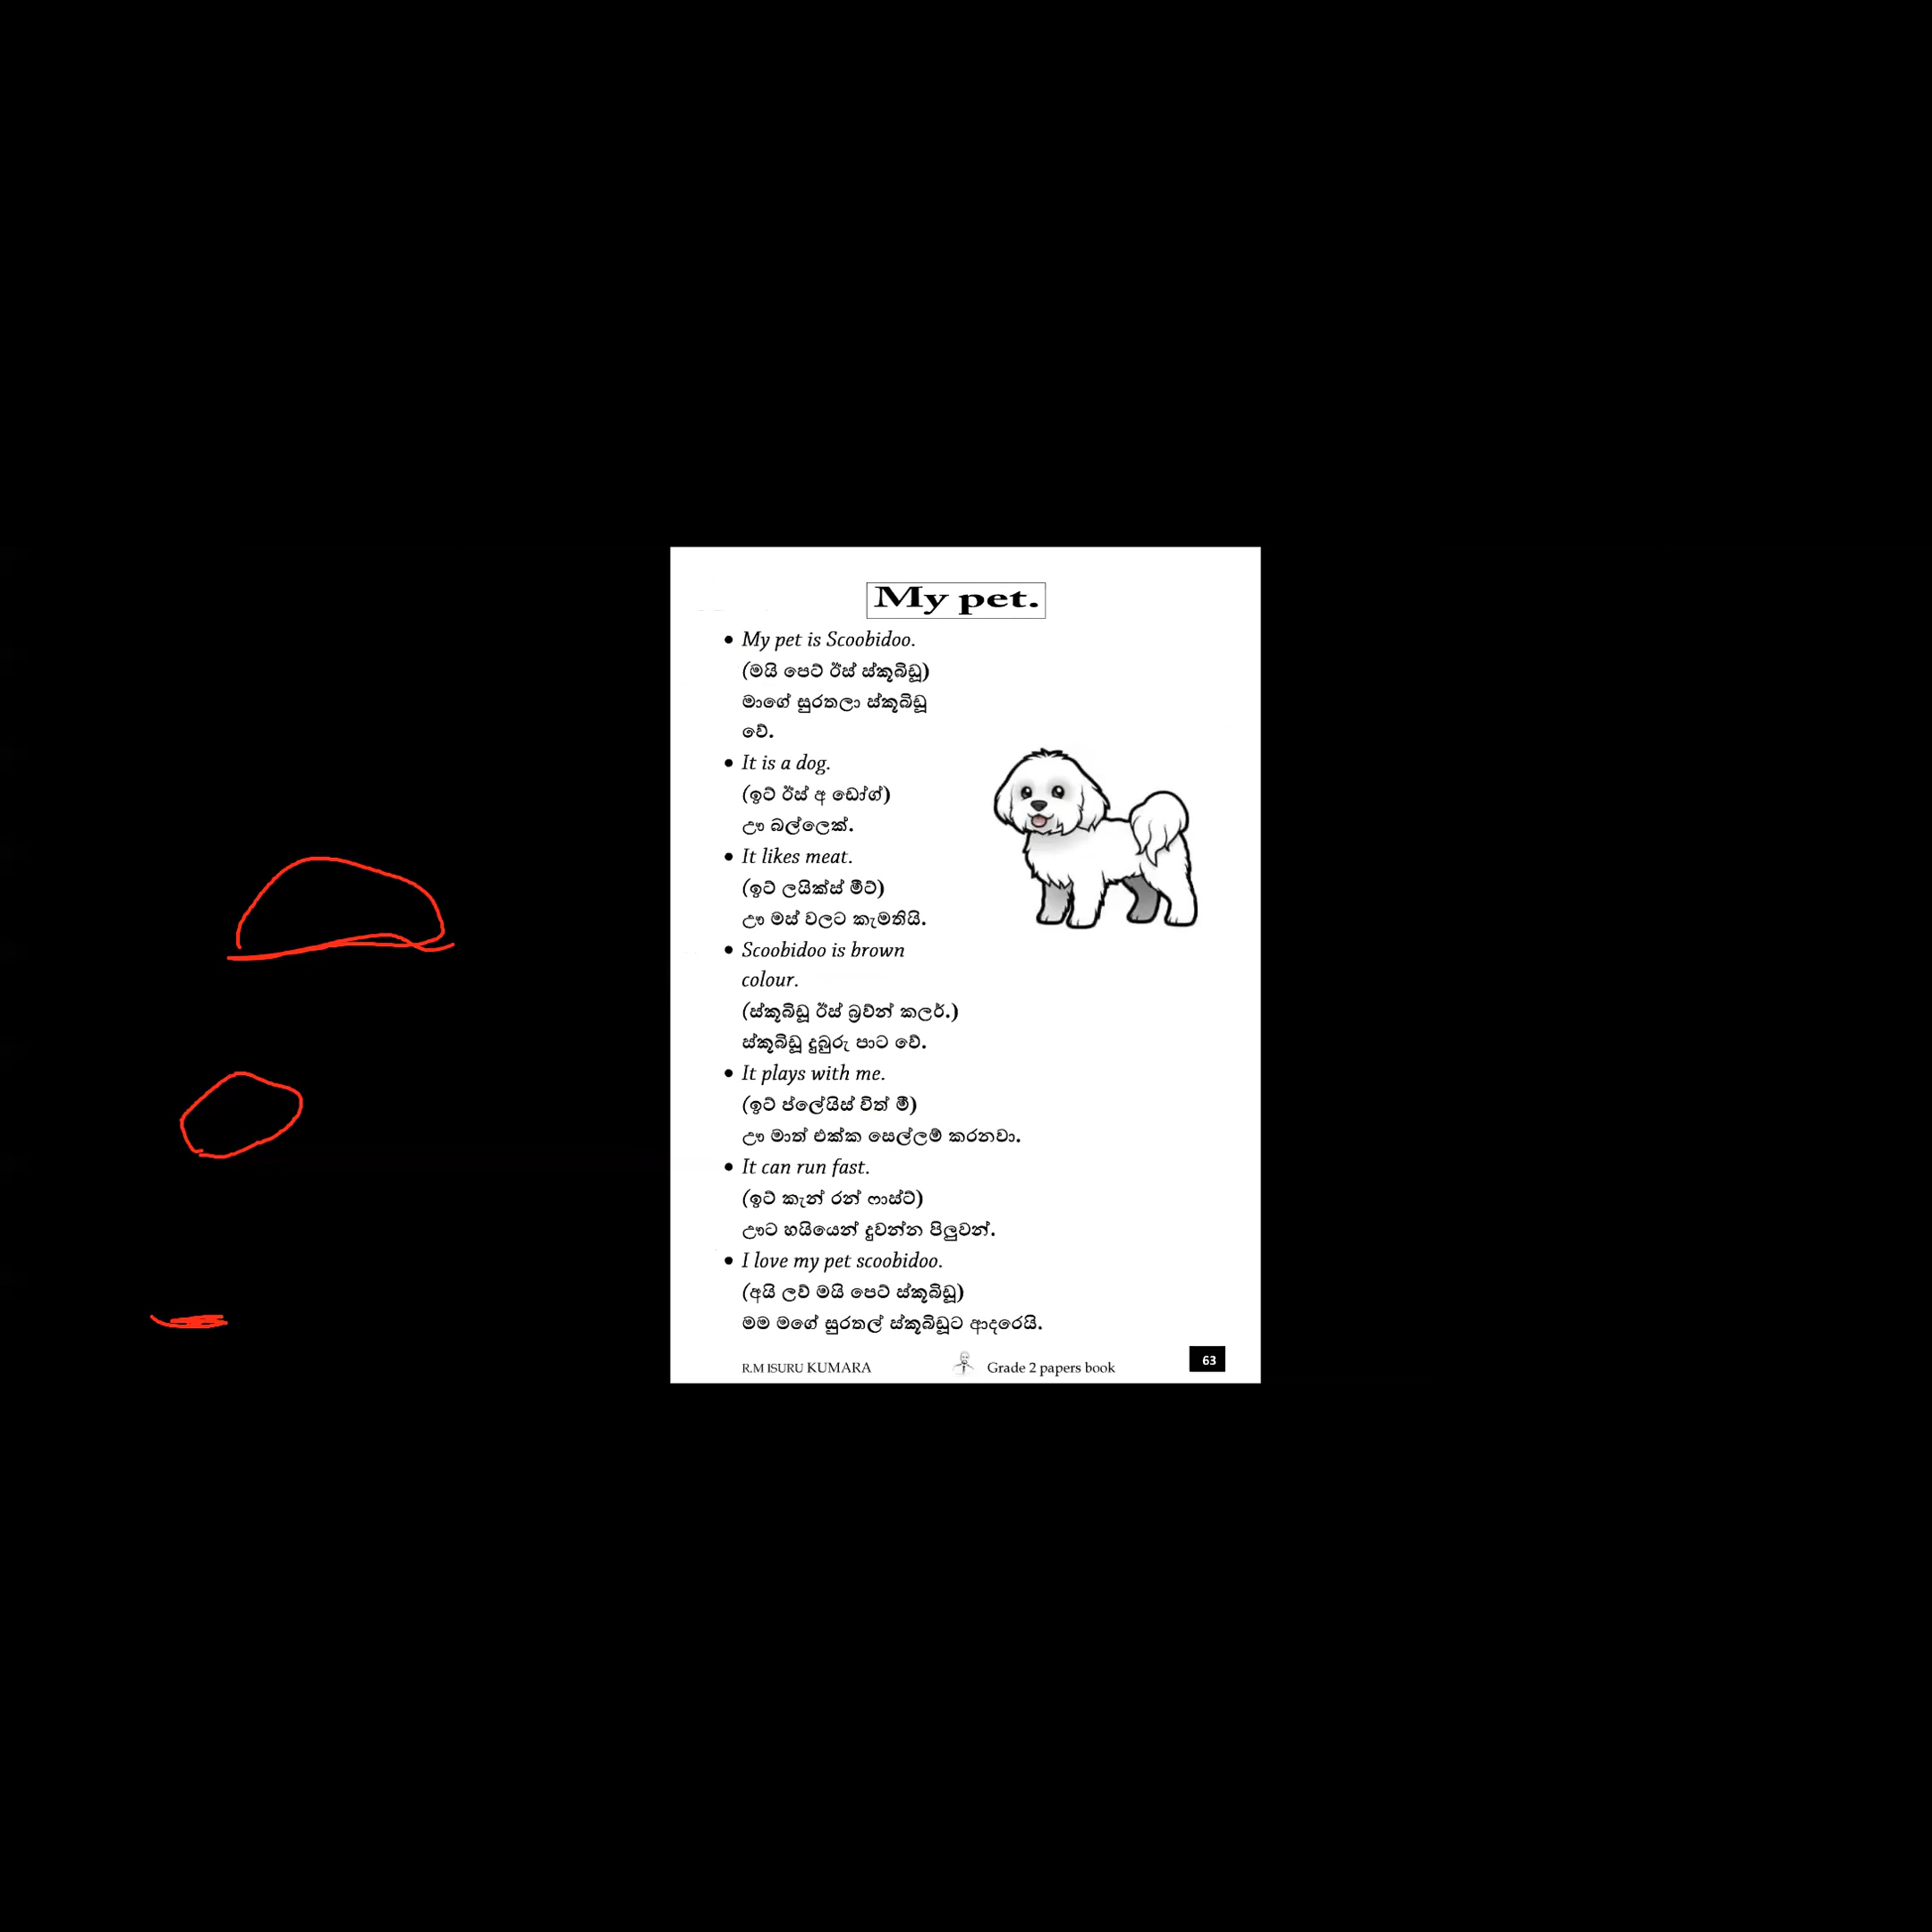 My pet.
• My pet is Scoobidoo.
(මයි පෙට් ඊස් ස්කූබිඩූ)
මාගේ සුරතලා ස්කූබිඩූ
වේ.
• It is a dog.
(ඉට් ඊස් අ ඩෝග්)
ඌ බල්ලෙක්.
• It likes meat.
(ඉට් ලයික්ස් මීට්)
ඌ මස් වලට කැමතියි.
• Scoobidoo is brown
colour.
(ස්කූබිඩූ ඊස් බ්‍රව්න් කලර්.)
ස්කූබිඩූ දුබුරු පාට වේ.
• It plays with me.
(ඉට් ප්ලේයිස් විත් මී)
ඌ මාත් එක්ක සෙල්ලම් කරනවා.
• It can run fast.
(ඉට් කැන් රන් ෆාස්ට්)
ඌට හයියෙන් දුවන්න පිලුවන්.
• I love my pet scoobidoo.
(අයි ලව් මයි පෙට් ස්කූබිඩූ)
මම මගේ සුරතල් ස්කූබිඩූට ආදරෙයි.
R.M ISURU KUMARA Grade 2 papers book 63